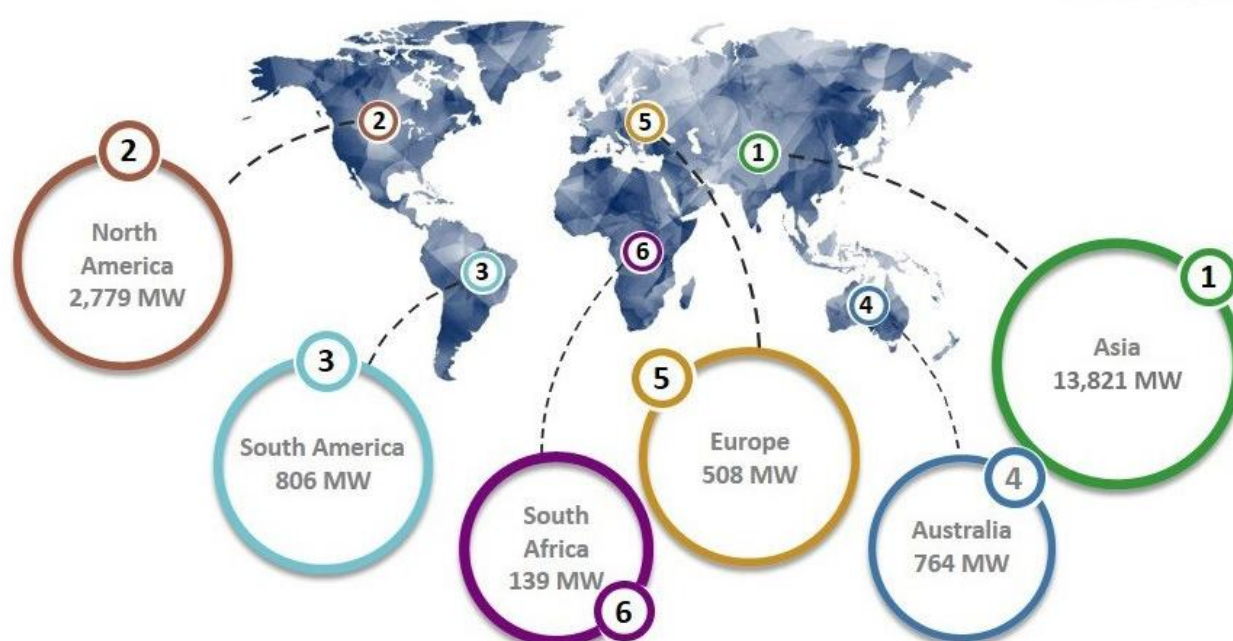 2
5
1
3
6
4
2
North
America
2,779 MW
1
Asia
13,821 MW
3
South America
806 MW
5
Europe
508 MW
4
Australia
764 MW
South
Africa
139 MW
6